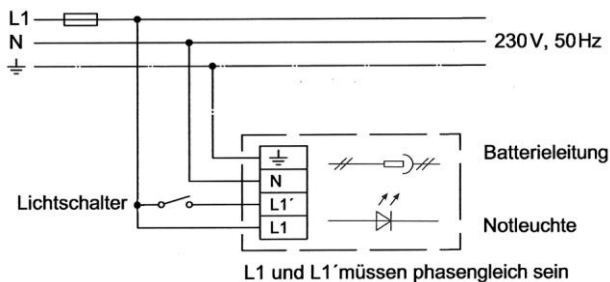 L1
N
230V, 50Hz
Batterieleitung
N
Lichtschalter
L1´
L1
Notleuchte
L1 und L1´müssen phasengleich sein